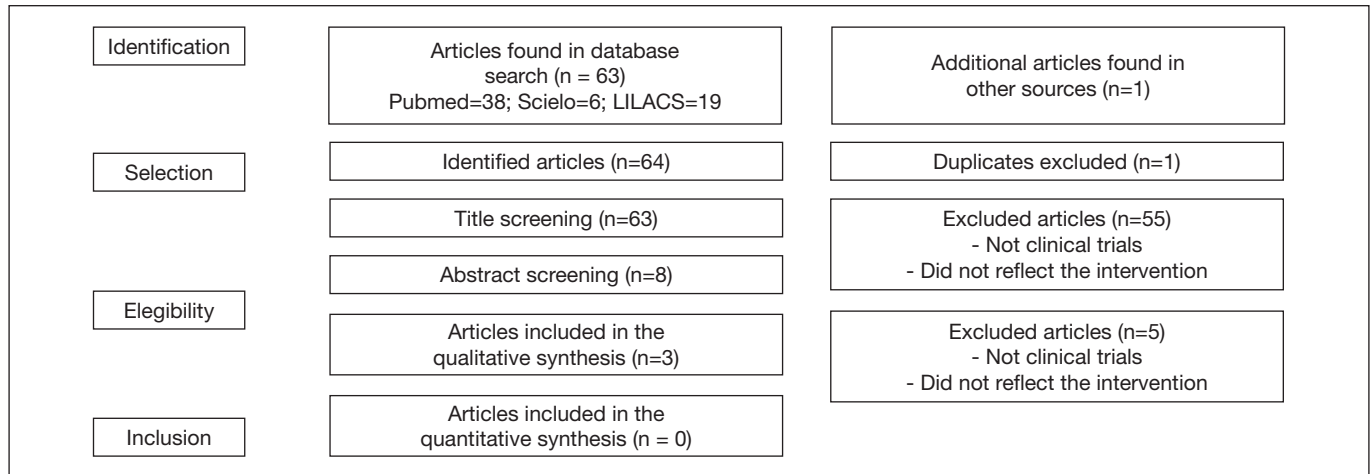 Identification
Articles found in database
search (n = 63)
Pubmed=38; Scielo=6; LILACS=19
Additional articles found in
other sources (n=1)
Selection
Identified articles (n=64)
Duplicates excluded (n=1)
Title screening (n=63)
Excluded articles (n=55)
- Not clinical trials
- Did not reflect the intervention
Abstract screening (n=8)
Elegibility
Articles included in the
qualitative synthesis (n=3)
Excluded articles (n=5)
- Not clinical trials
- Did not reflect the intervention
Inclusion
Articles included in the
quantitative synthesis (n = 0)